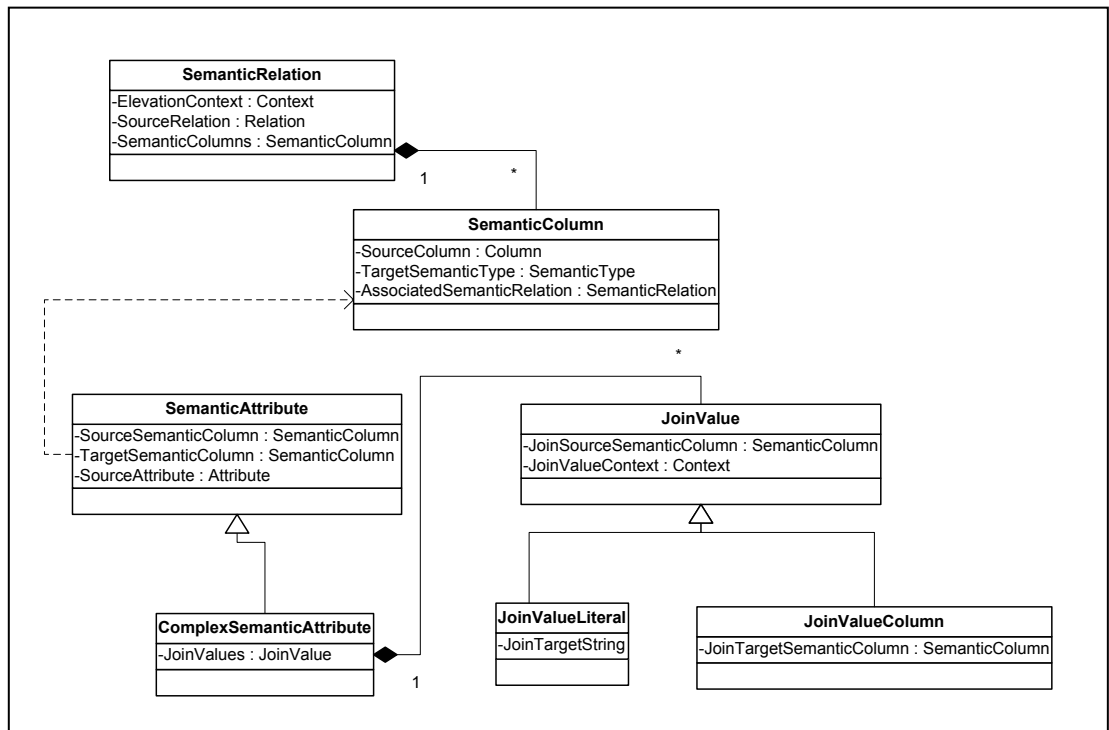 SemanticRelation
-ElevationContext : Context
-SourceRelation : Relation
-SemanticColumns : SemanticColumn
1
*
SemanticColumn
-SourceColumn : Column
-TargetSemanticType : SemanticType
-AssociatedSemanticRelation : SemanticRelation
*
SemanticAttribute
-SourceSemanticColumn : SemanticColumn
-TargetSemanticColumn : SemanticColumn
-SourceAttribute : Attribute
JoinValue
-JoinSourceSemanticColumn : SemanticColumn
-JoinValueContext : Context
ComplexSemanticAttribute
-JoinValues : JoinValue
1
JoinValueLiteral
-JoinTargetString
JoinValueColumn
-JoinTargetSemanticColumn : SemanticColumn